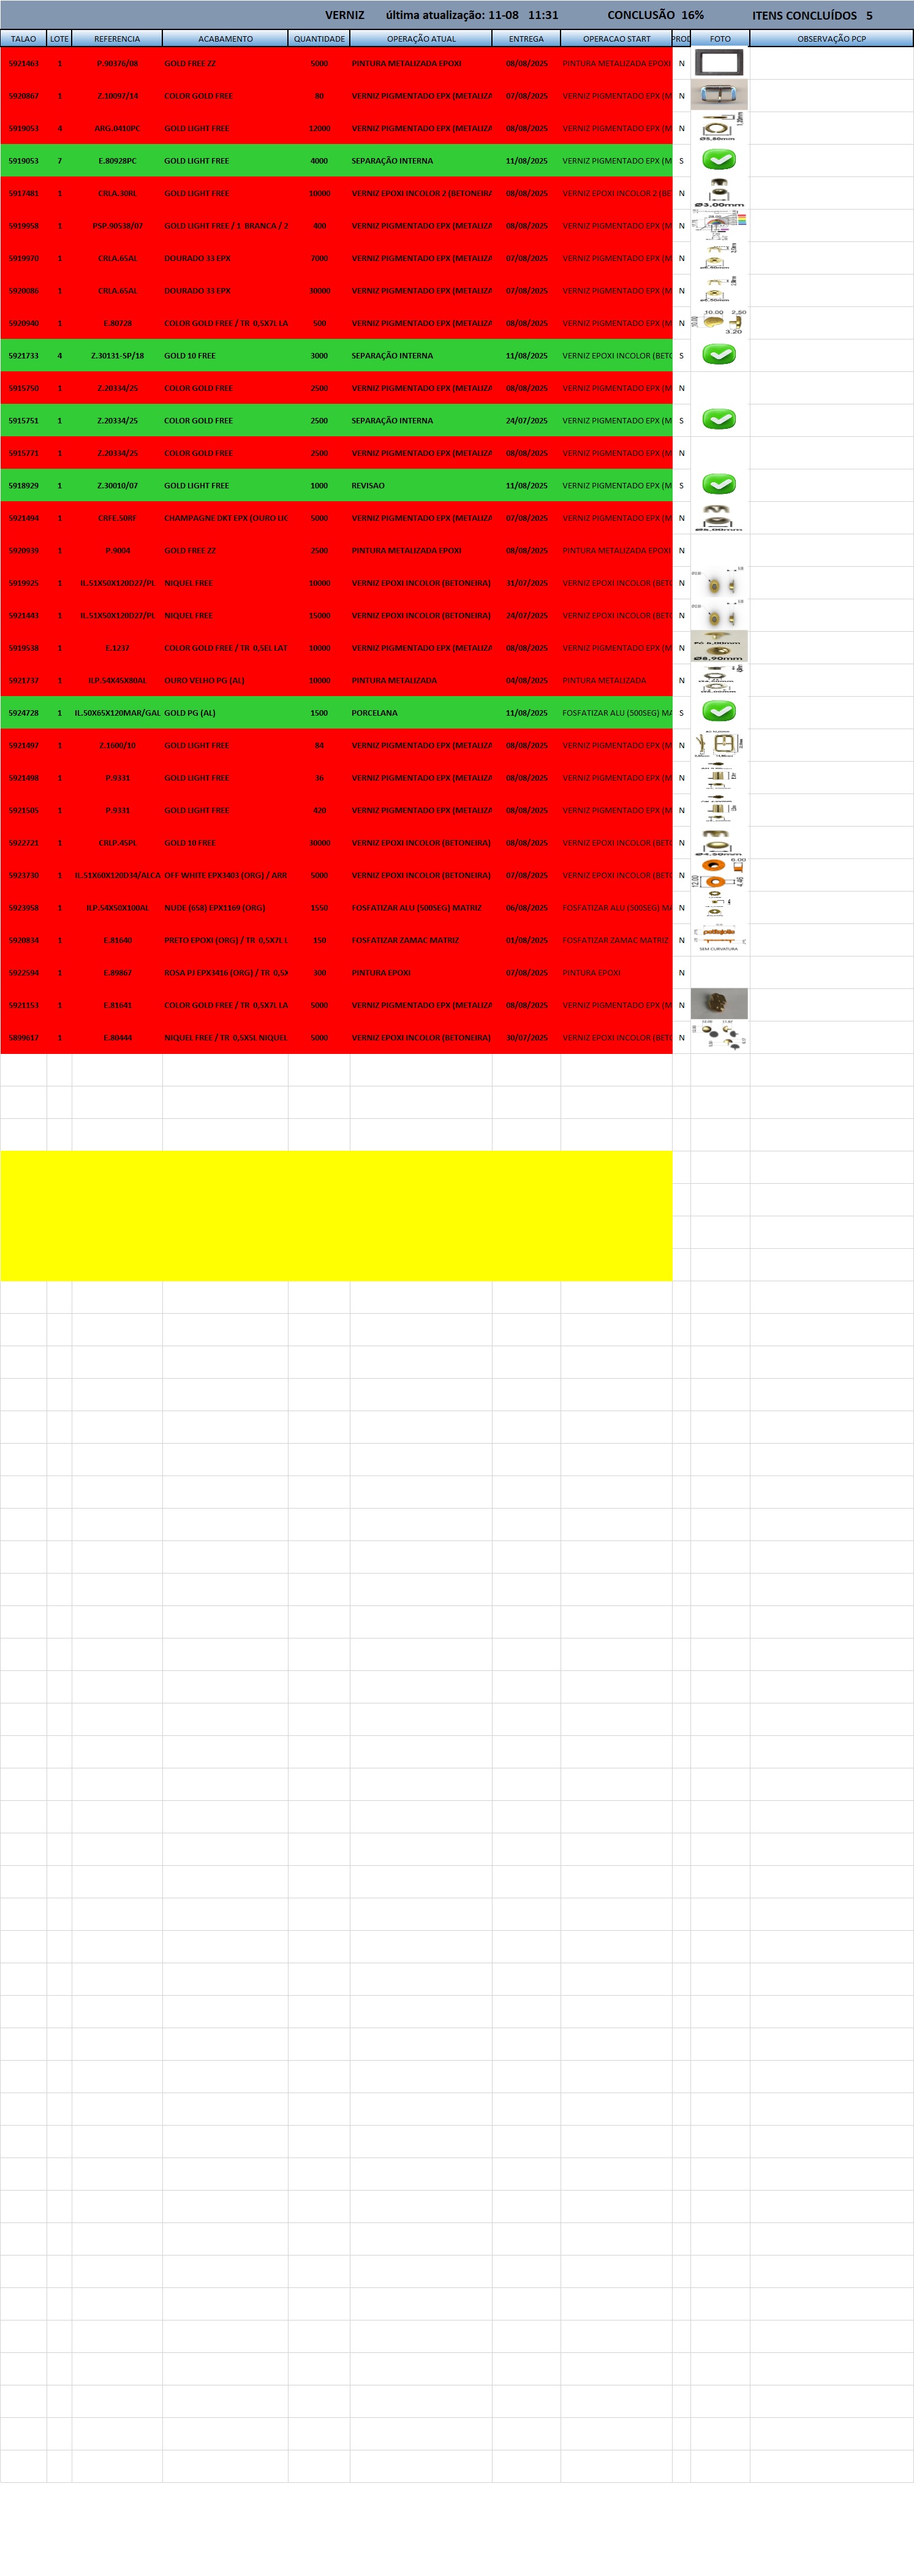 VERNIZ última atualização: 11-08 11:31 CONCLUSÃO 16% ITENS CONCLUÍDOS 5
TALAO LOTE REFERENCIA ACABAMENTO QUANTIDADE OPERAÇÃO ATUAL ENTREGA OPERACAO START PROD FOTO OBSERVAÇÃO PCP
5921463 1 P.90376/08 GOLD FREE ZZ 5000 PINTURA METALIZADA EPOXI 08/08/2025 PINTURA METALIZADA EPOXI N
5920867 1 Z.10097/14 COLOR GOLD FREE 80 VERNIZ PIGMENTADO EPX (METALIZA 07/08/2025 VERNIZ PIGMENTADO EPX (M N
5919053 4 ARG.0410PC GOLD LIGHT FREE 12000 VERNIZ PIGMENTADO EPX (METALIZA 08/08/2025 VERNIZ PIGMENTADO EPX (M N
5919053 7 E.80928PC GOLD LIGHT FREE 4000 SEPARAÇÃO INTERNA 11/08/2025 VERNIZ PIGMENTADO EPX (M S
5917481 1 CRLA.30RL GOLD LIGHT FREE 10000 VERNIZ EPOXI INCOLOR 2 (BETONEIRA 08/08/2025 VERNIZ EPOXI INCOLOR 2 (BE N Ø3,00mm
5919958 1 PSP.90538/07 GOLD LIGHT FREE / 1 BRANCA / 2 400 VERNIZ PIGMENTADO EPX (METALIZA 08/08/2025 VERNIZ PIGMENTADO EPX (M N
5919970 1 CRLA.65AL DOURADO 33 EPX 7000 VERNIZ PIGMENTADO EPX (METALIZA 07/08/2025 VERNIZ PIGMENTADO EPX (M N
5920086 1 CRLA.65AL DOURADO 33 EPX 30000 VERNIZ PIGMENTADO EPX (METALIZA 07/08/2025 VERNIZ PIGMENTADO EPX (M N
5920940 1 E.80728 COLOR GOLD FREE / TR 0,5X7L LA 500 VERNIZ PIGMENTADO EPX (METALIZA 08/08/2025 VERNIZ PIGMENTADO EPX (M N 10.00 2,50 10,00 3.20
5921733 4 Z.30131-SP/18 GOLD 10 FREE 3000 SEPARAÇÃO INTERNA 11/08/2025 VERNIZ EPOXI INCOLOR (BETO S
5915750 1 Z.20334/25 COLOR GOLD FREE 2500 VERNIZ PIGMENTADO EPX (METALIZA 08/08/2025 VERNIZ PIGMENTADO EPX (M N
5915751 1 Z.20334/25 COLOR GOLD FREE 2500 SEPARAÇÃO INTERNA 24/07/2025 VERNIZ PIGMENTADO EPX (M S
5915771 1 Z.20334/25 COLOR GOLD FREE 2500 VERNIZ PIGMENTADO EPX (METALIZA 08/08/2025 VERNIZ PIGMENTADO EPX (M N
5918929 1 Z.30010/07 GOLD LIGHT FREE 1000 REVISAO 11/08/2025 VERNIZ PIGMENTADO EPX (M S
5921494 1 CRFE.50RF CHAMPAGNE DKT EPX (OURO LIG 5000 VERNIZ PIGMENTADO EPX (METALIZA 07/08/2025 VERNIZ PIGMENTADO EPX (M N
5920939 1 P.9004 GOLD FREE ZZ 2500 PINTURA METALIZADA EPOXI 08/08/2025 PINTURA METALIZADA EPOXI N
5919925 1 IL.51X50X120D27/PL NIQUEL FREE 10000 VERNIZ EPOXI INCOLOR (BETONEIRA) 31/07/2025 VERNIZ EPOXI INCOLOR (BETO N
5921443 1 IL.51X50X120D27/PL NIQUEL FREE 15000 VERNIZ EPOXI INCOLOR (BETONEIRA) 24/07/2025 VERNIZ EPOXI INCOLOR (BETO N
5919538 1 E.1237 COLOR GOLD FREE / TR 0,5EL LAT 10000 VERNIZ PIGMENTADO EPX (METALIZA 08/08/2025 VERNIZ PIGMENTADO EPX (M N Ø8,90mm
5921737 1 ILP.54X45X80AL OURO VELHO PG (AL) 10000 PINTURA METALIZADA 04/08/2025 PINTURA METALIZADA N
5924728 1 IL.50X65X120MAR/GAL GOLD PG (AL) 1500 PORCELANA 11/08/2025 FOSFATIZAR ALU (500SEG) MA S
5921497 1 Z.1600/10 GOLD LIGHT FREE 84 VERNIZ PIGMENTADO EPX (METALIZA 08/08/2025 VERNIZ PIGMENTADO EPX (M N
5921498 1 P.9331 GOLD LIGHT FREE 36 VERNIZ PIGMENTADO EPX (METALIZA 08/08/2025 VERNIZ PIGMENTADO EPX (M N
5921505 1 P.9331 GOLD LIGHT FREE 420 VERNIZ PIGMENTADO EPX (METALIZA 08/08/2025 VERNIZ PIGMENTADO EPX (M N
5922721 1 CRLP.45PL GOLD 10 FREE 30000 VERNIZ EPOXI INCOLOR (BETONEIRA) 08/08/2025 VERNIZ EPOXI INCOLOR (BETO N Ø4,50mm
5923730 1 IL.51X60X120D34/ALCA OFF WHITE EPX3403 (ORG) / ARR 5000 VERNIZ EPOXI INCOLOR (BETONEIRA) 07/08/2025 VERNIZ EPOXI INCOLOR (BETO N 6.00 12.00 4.45
5923958 1 ILP.54X50X100AL NUDE (658) EPX1169 (ORG) 1550 FOSFATIZAR ALU (500SEG) MATRIZ 06/08/2025 FOSFATIZAR ALU (500SEG) MA N
5920834 1 E.81640 PRETO EPOXI (ORG) / TR 0,5X7L L 150 FOSFATIZAR ZAMAC MATRIZ 01/08/2025 FOSFATIZAR ZAMAC MATRIZ N SEM CURVATURA
5922594 1 E.89867 ROSA PJ EPX3416 (ORG) / TR 0,5X 300 PINTURA EPOXI 07/08/2025 PINTURA EPOXI N
5921153 1 E.81641 COLOR GOLD FREE / TR 0,5X7L LA 5000 VERNIZ PIGMENTADO EPX (METALIZA 08/08/2025 VERNIZ PIGMENTADO EPX (M N
5899617 1 E.80444 NIQUEL FREE / TR 0,5X5L NIQUEL 5000 VERNIZ EPOXI INCOLOR (BETONEIRA) 30/07/2025 VERNIZ EPOXI INCOLOR (BETO N